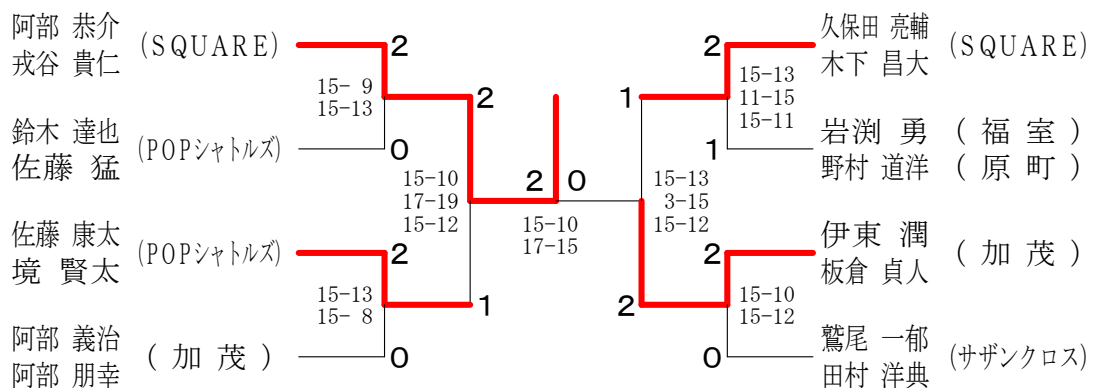 阿部 恭介
戎谷 貴仁
(SQUARE)
2
15- 9
15-13
2
鈴木 達也
佐藤 猛
(POPシャトルズ)
0
15-10
17-19
15-12
佐藤 康太
境 賢太
(POPシャトルズ)
2
15-13
15- 8
1
阿部 義治
阿部 朋幸
( 加 茂 )
0
2 0
15-10
17-15
2
久保田 亮輔
木下 昌大
(SQUARE)
15-13
11-15
15-11
1
1
岩渕 勇 ( 福 室 )
野村 道洋 ( 原 町 )
15-13
3-15
15-12
2
伊東 潤
板倉 貞人
( 加 茂 )
15-10
15-12
2
0
鷲尾 一郁
田村 洋典
(サザンクロス)